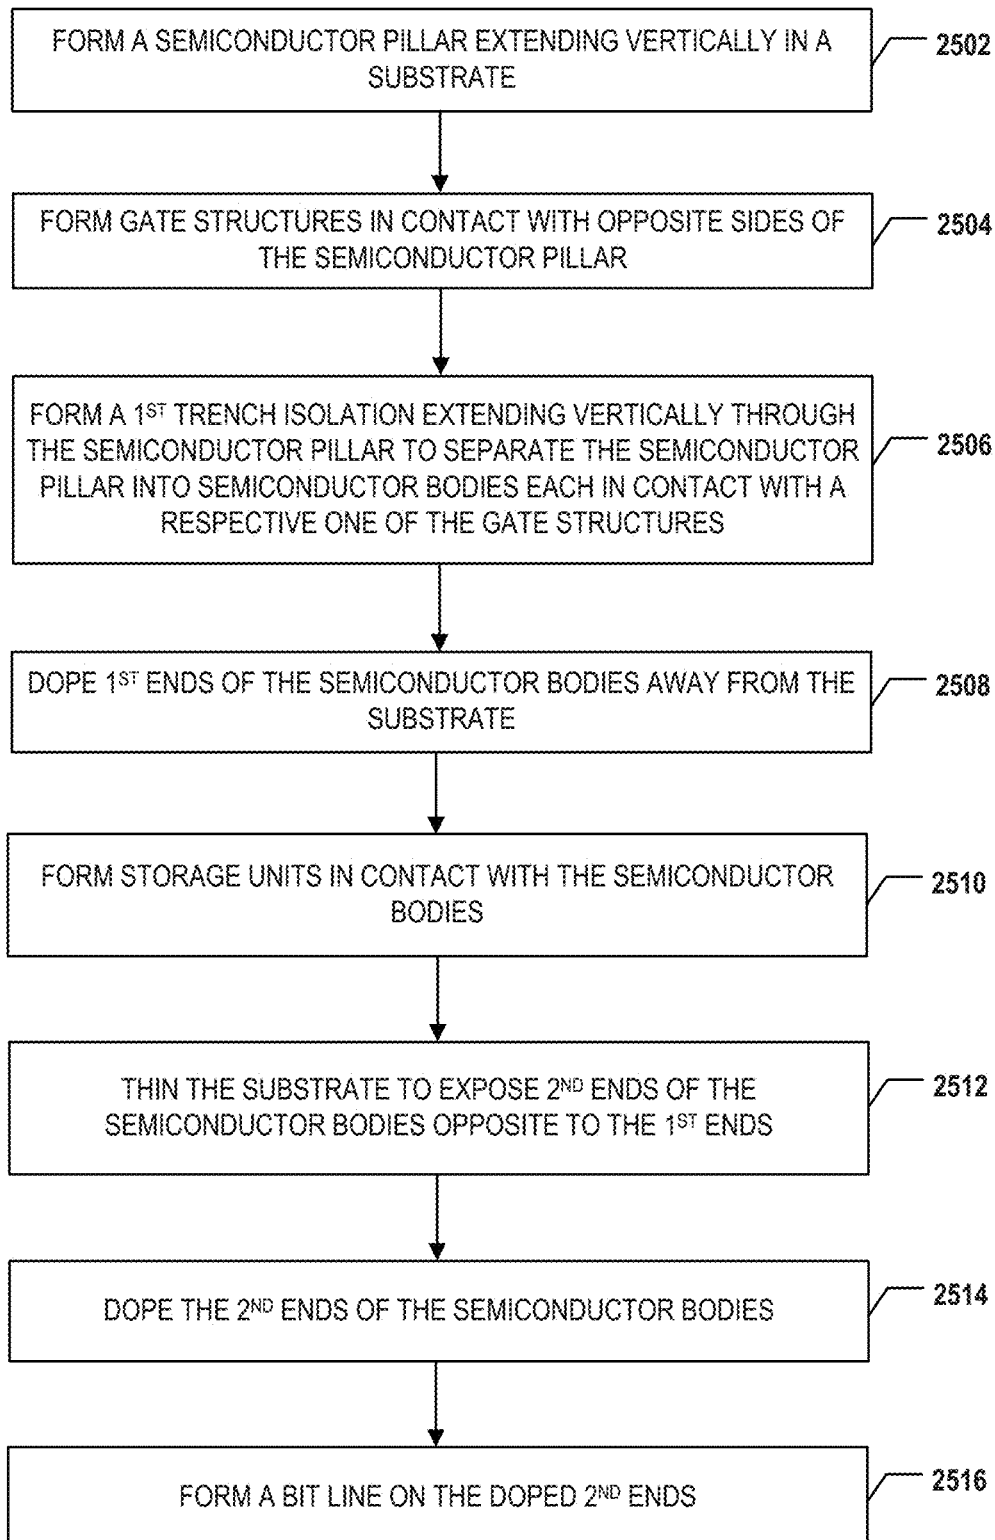 FORM A SEMICONDUCTOR PILLAR EXTENDING VERTICALLY IN A
SUBSTRATE
2502
FORM GATE STRUCTURES IN CONTACT WITH OPPOSITE SIDES OF
THE SEMICONDUCTOR PILLAR
2504
FORM A 1ST TRENCH ISOLATION EXTENDING VERTICALLY THROUGH
THE SEMICONDUCTOR PILLAR TO SEPARATE THE SEMICONDUCTOR
PILLAR INTO SEMICONDUCTOR BODIES EACH IN CONTACT WITH A
RESPECTIVE ONE OF THE GATE STRUCTURES
2506
DOPE 1ST ENDS OF THE SEMICONDUCTOR BODIES AWAY FROM THE
SUBSTRATE
2508
FORM STORAGE UNITS IN CONTACT WITH THE SEMICONDUCTOR
BODIES
2510
THIN THE SUBSTRATE TO EXPOSE 2ND ENDS OF THE
SEMICONDUCTOR BODIES OPPOSITE TO THE 1ST ENDS
2512
DOPE THE 2ND ENDS OF THE SEMICONDUCTOR BODIES
2514
FORM A BIT LINE ON THE DOPED 2ND ENDS
2516